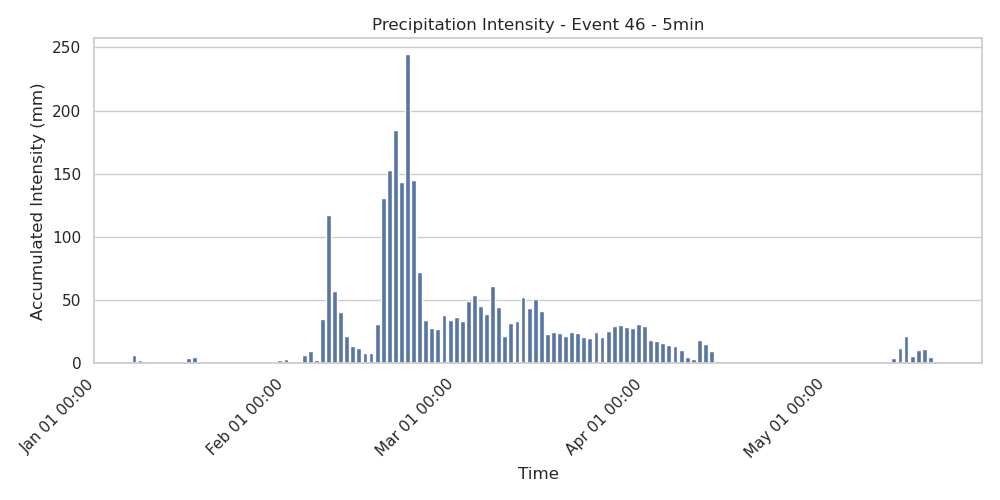 Precipitation Intensity - Event 46 - 5min
Accumulated Intensity (mm)
250
200
150
100
50
0
Jan 01 00:00
Feb 01 00:00
Mar 01 00:00
Apr 01 00:00
May 01 00:00
Time